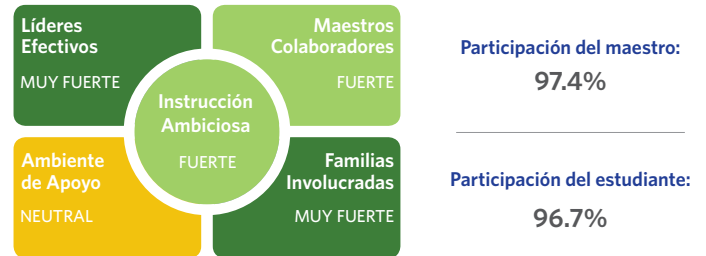 Líderes
Efectivos
MUY FUERTE
Maestros
Colaboradores
FUERTE
Instrucción
Ambiciosa
FUERTE
Ambiente
de Apoyo
NEUTRAL
Familias
Involucradas
MUY FUERTE
Participación del maestro:
97.4%
Participación del estudiante:
96.7%